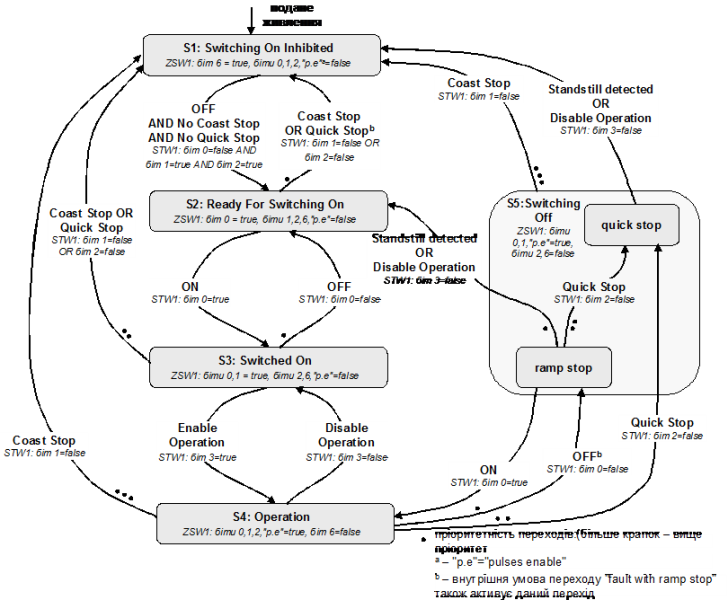 подане
живлення
S1: Switching On Inhibited
ZSW1: біт 6 = true, біти 0,1,2,"p.e"ª=false
OFF
AND No Coast Stop
AND No Quick Stop
STW1: біт 0=false AND
біт 1=true AND біт 2=true
Coast Stop
OR Quick Stopᵇ
STW1: біт 1=false OR
біт 2=false
Coast Stop
STW1: біт 1=false
Standstill detected
OR
Disable Operation
STW1: біт 3=false
S2: Ready For Switching On
ZSW1: біт 0 = true, біти 1,2,6,"p.e"=false
S5:Switching
Off
ZSW1: біти
0,1,"p.e"=true,
біти 2,6=false
quick stop
Coast Stop OR
Quick Stop
STW1: біт 1=false
OR біт 2=false
Standstill detected
OR
Disable Operation
STW1: біт 3=false
ON
STW1: біт 0=true
OFF
STW1: біт 0=false
Quick Stop
STW1: біт 2=false
S3: Switched On
ZSW1: біти 0,1 = true, біти 2,6,"p.e"=false
ramp stop
Enable
Operation
STW1: біт 3=true
Disable
Operation
STW1: біт 3=false
Coast Stop
STW1: біт 1=false
Quick Stop
STW1: біт 2=false
ON
STW1: біт 0=true
OFFᵇ
STW1: біт 0=false
S4: Operation
ZSW1: біти 0,1,2,"p.e"=true, біт 6=false
• пріоритетність переходів (більше крапок – вище
пріоритет
ª – "p.e"="pulses enable"
ᵇ – внутрішня умова переходу "fault with ramp stop"
також активує даний перехід